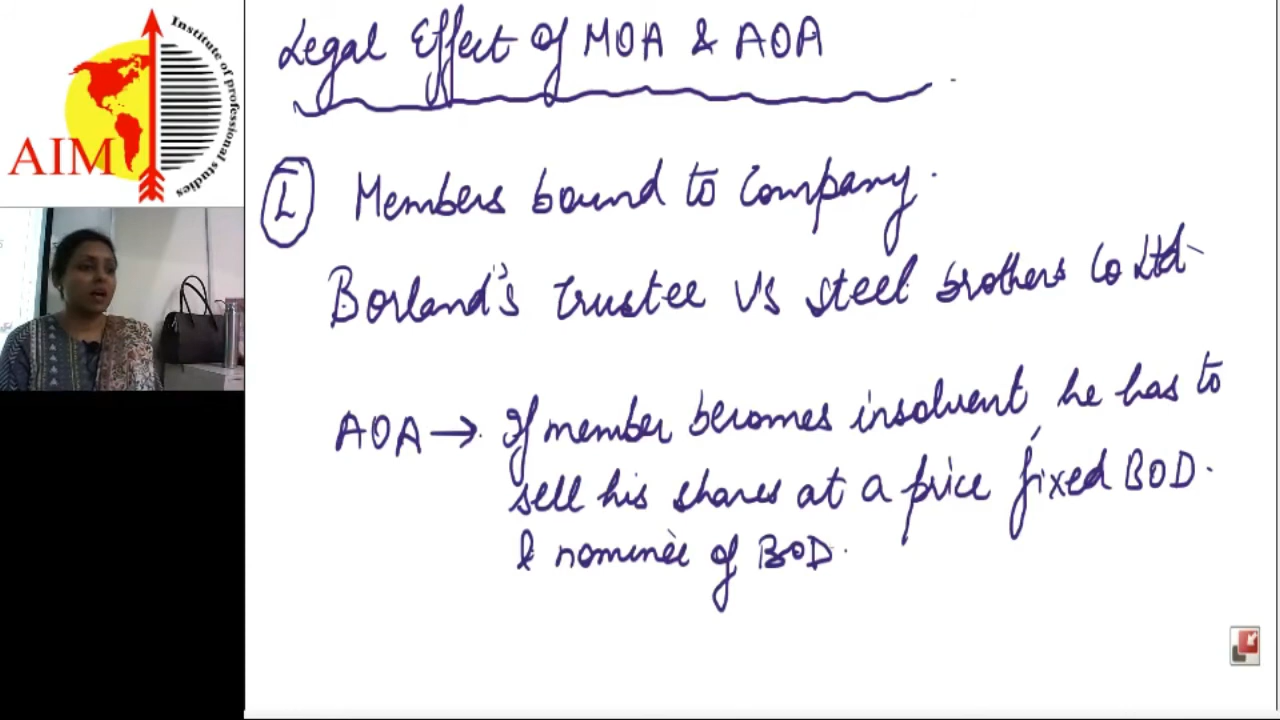 AIM
Institute of professional studies
Legal Effect of MOA & AOA
I Members bound to Company.
Borland's trustee VS steel brothers Co Ltd
AOA → If member becomes insolvent he has to
sell his shares at a price fixed BOD.
& nominee of BOD.